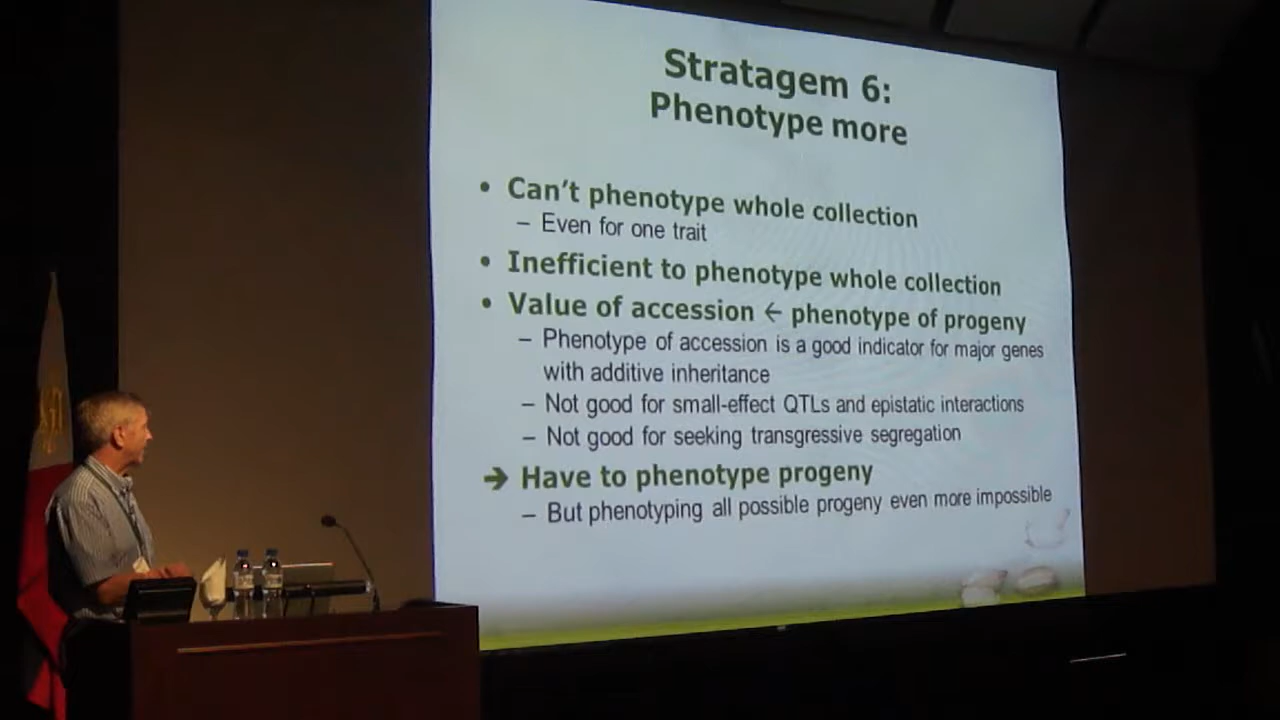 Stratagem 6:
Phenotype more
• Can't phenotype whole collection
– Even for one trait
• Inefficient to phenotype whole collection
• Value of accession ← phenotype of progeny
– Phenotype of accession is a good indicator for major genes
with additive inheritance
– Not good for small-effect QTLs and epistatic interactions
– Not good for seeking transgressive segregation
➔ Have to phenotype progeny
– But phenotyping all possible progeny even more impossible